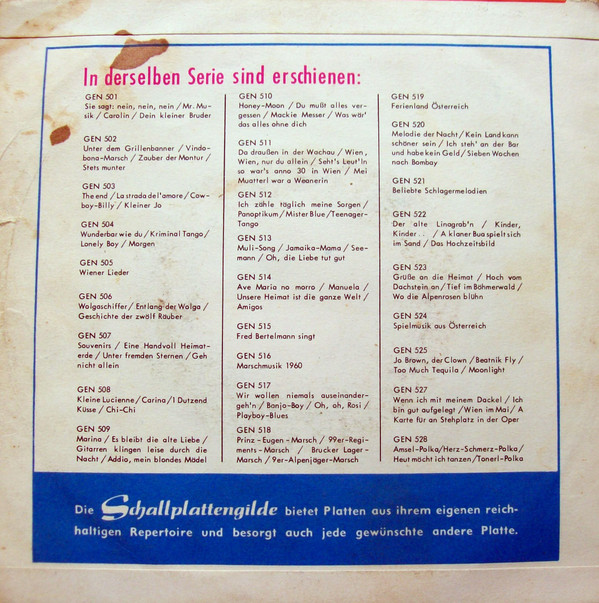 In derselben Serie sind erschienen:
GEN 501
Sie sagt: nein, nein, nein / Mr. Mu-
sik / Carolin / Dein kleiner Bruder
GEN 502
Unter dem Grillenbanner / Vindo-
bona-Marsch / Zauber der Montur /
Stets munter
GEN 503
The end / La strada del'amore / Cow-
boy-Billy / Kleiner Jo
GEN 504
Wunderbar wie du / Kriminal Tango /
Lonely Boy / Morgen
GEN 505
Wiener Lieder
GEN 506
Wolgaschiffer / Entlang der Wolga /
Geschichte der zwölf Räuber
GEN 507
Souvenirs / Eine Handvoll Heimat-
erde / Unter fremden Sternen / Geh
nicht allein
GEN 508
Kleine Lucienne / Carina / 1 Dutzend
Küsse / Chi-Chi
GEN 509
Marina / Es bleibt die alte Liebe /
Gitarren klingen leise durch die
Nacht / Addio, mein blondes Mädel
GEN 510
Honey-Moon / Du mußt alles ver-
gessen / Mackie Messer / Was wär'
das alles ohne dich
GEN 511
Da draußen in der Wachau / Wien,
Wien, nur du allein / Seht's Leut'ln
so war's anno 30 in Wien / Mei
Muatterl war a Weanerin
GEN 512
Ich zähle täglich meine Sorgen /
Panoptikum / Mister Blue / Teenager-
Tango
GEN 513
Muli-Song / Jamaika-Mama / See-
mann / Oh, die Liebe tut gut
GEN 514
Ave Maria no morro / Manuela /
Unsere Heimat ist die ganze Welt /
Amigos
GEN 515
Fred Bertelmann singt
GEN 516
Marschmusik 1960
GEN 517
Wir wollen niemals auseinander-
geh'n / Banjo-Boy / Oh, oh, Rosi /
Playboy-Blues
GEN 518
Prinz-Eugen-Marsch / 99er-Regi-
ments-Marsch / Brucker Lager-
Marsch / 9er-Alpenjäger-Marsch
GEN 519
Ferienland Österreich
GEN 520
Melodie der Nacht / Kein Land kann
schöner sein / Ich steh' an der Bar
und habe kein Geld / Sieben Wochen
nach Bombay
GEN 521
Beliebte Schlagermelodien
GEN 522
Der alte Linagrab'n / Kinder,
Kinder . . / A klaner Bua spielt sich
im Sand / Das Hochzeitsbild
GEN 523
Grüße an die Heimat / Hoch vom
Dachstein an / Tief im Böhmerwald /
Wo die Alpenrosen blühn
GEN 524
Spielmusik aus Österreich
GEN 525
Jo Brown, der Clown / Beatnik Fly /
Too Much Tequila / Moonlight
GEN 527
Wenn ich mit meinem Dackel / Ich
bin gut aufgelegt / Wien im Mai / A
Karte für an Stehplatz in der Oper
GEN 528
Amsel-Polka / Herz-Schmerz-Polka /
Heut möcht ich tanzen / Tonerl-Polka
Die Schallplattengilde bietet Platten aus ihrem eigenen reich-
haltigen Repertoire und besorgt auch jede gewünschte andere Platte.